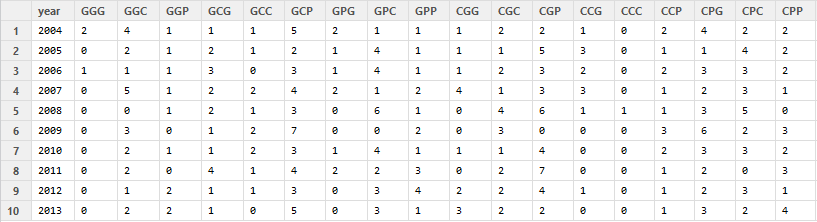 year GGG GGC GGP GCG GCC GCP GPG GPC GPP CGG CGC CGP CCG CCC CCP CPG CPC CPP
1 2004 2 4 1 1 1 5 2 1 1 1 2 2 1 0 2 4 2 2
2 2005 0 2 1 2 1 2 1 4 1 1 1 5 3 0 1 1 4 2
3 2006 1 1 1 3 0 3 1 4 1 1 2 3 2 0 2 3 3 2
4 2007 0 5 1 2 2 4 2 1 2 4 1 3 3 0 1 2 3 1
5 2008 0 0 1 2 1 3 0 6 1 0 4 6 1 1 1 3 5 0
6 2009 0 3 0 1 2 7 0 0 2 0 3 0 0 0 3 6 2 3
7 2010 0 2 1 1 2 3 1 4 1 1 1 4 0 0 2 3 3 2
8 2011 0 2 0 4 1 4 2 2 3 0 2 7 0 0 1 2 0 3
9 2012 0 1 2 1 1 3 0 3 4 2 2 4 1 0 1 2 3 1
10 2013 0 2 2 1 0 5 0 3 1 3 2 2 0 0 1 3 2 4